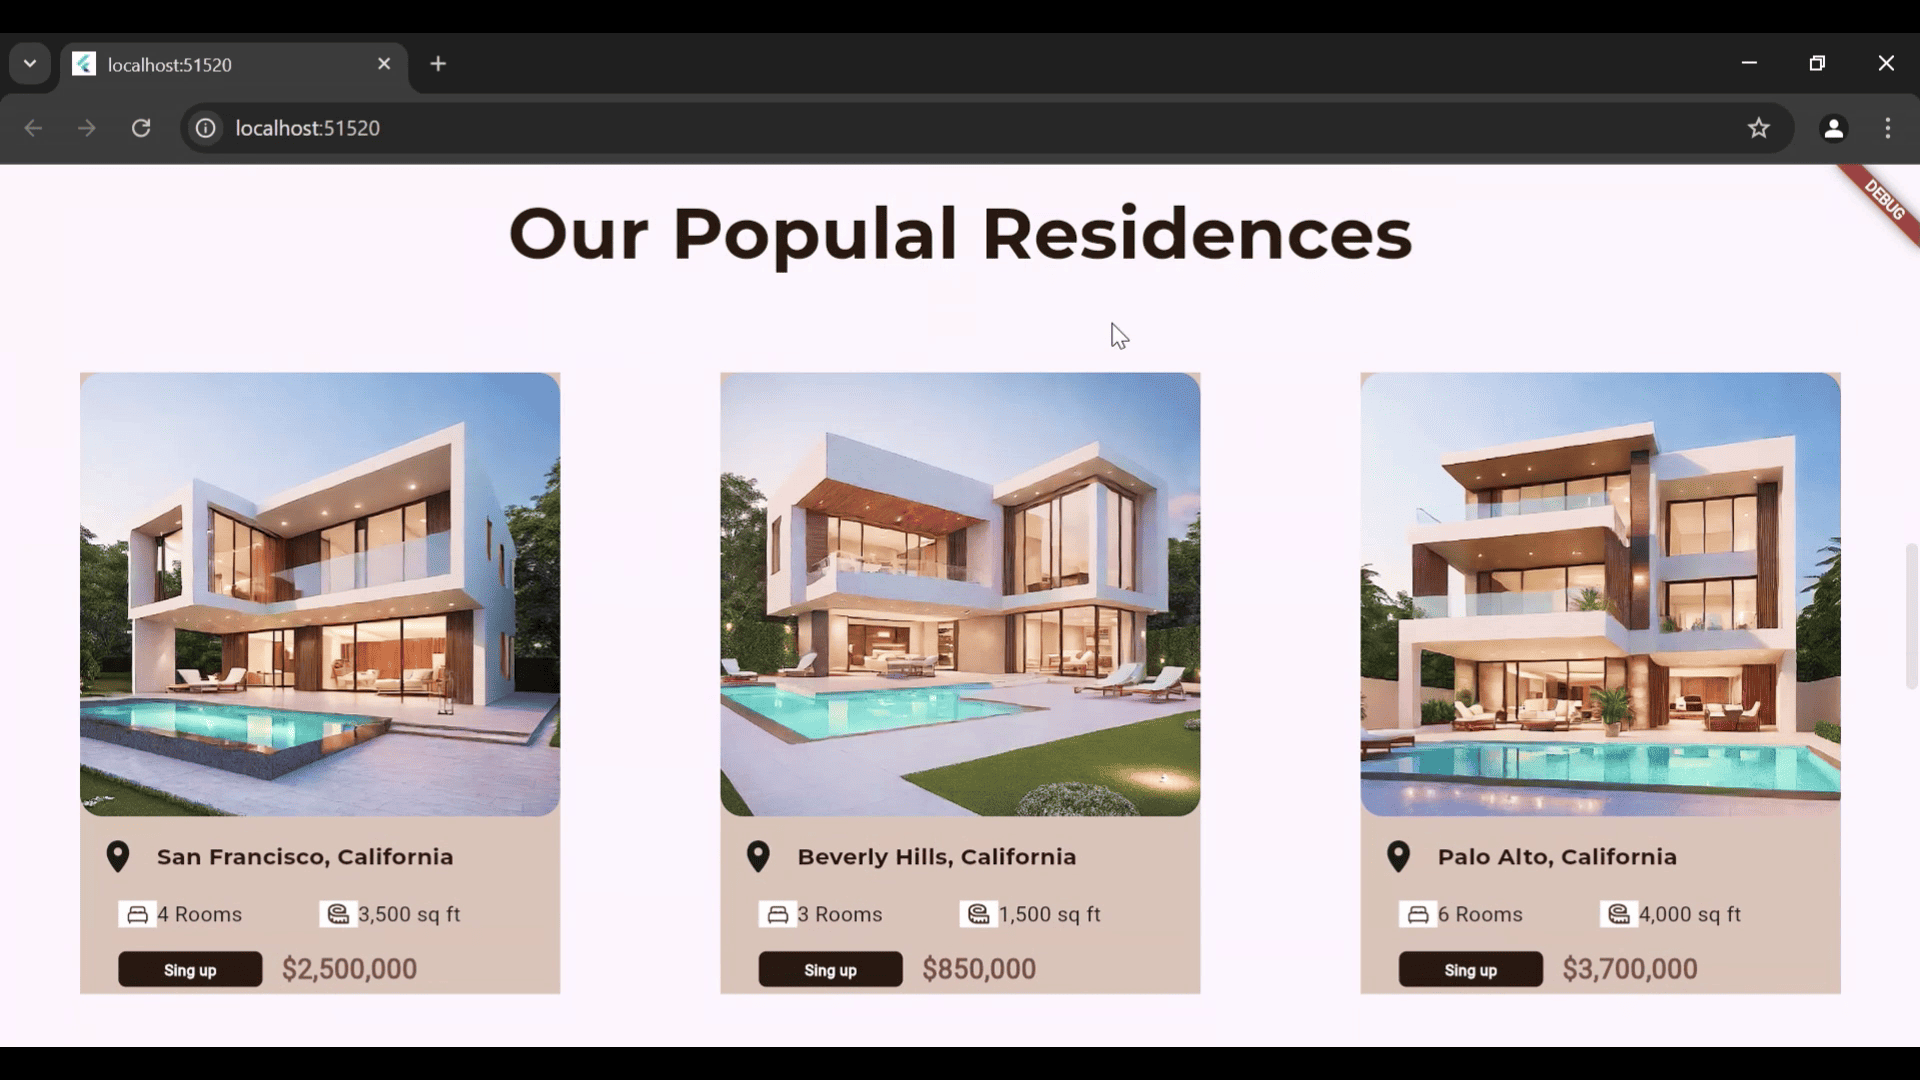 localhost:51520
localhost:51520
DEBUG
Our Populal Residences
San Francisco, California
4 Rooms
3,500 sq ft
Sing up
$2,500,000
Beverly Hills, California
3 Rooms
1,500 sq ft
Sing up
$850,000
Palo Alto, California
6 Rooms
4,000 sq ft
Sing up
$3,700,000